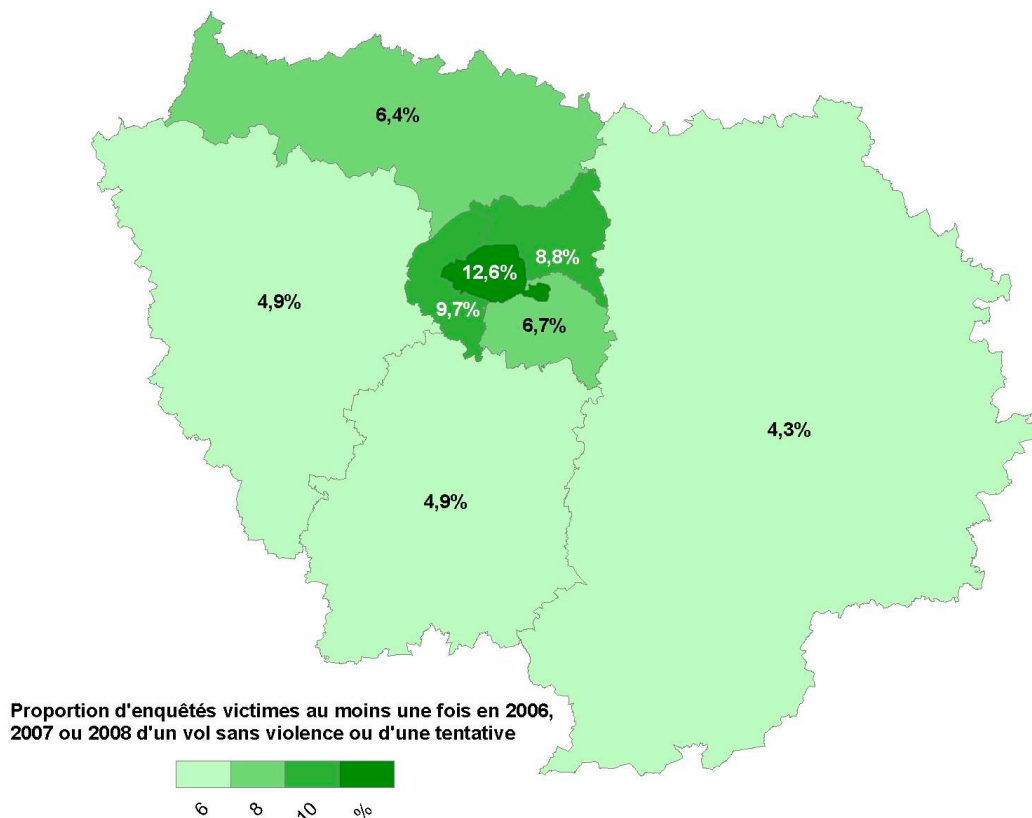 6,4%
8,8%
12,6%
4,9%
9,7%
6,7%
4,3%
4,9%
Proportion d'enquêtés victimes au moins une fois en 2006,
2007 ou 2008 d'un vol sans violence ou d'une tentative
6 8 10 %